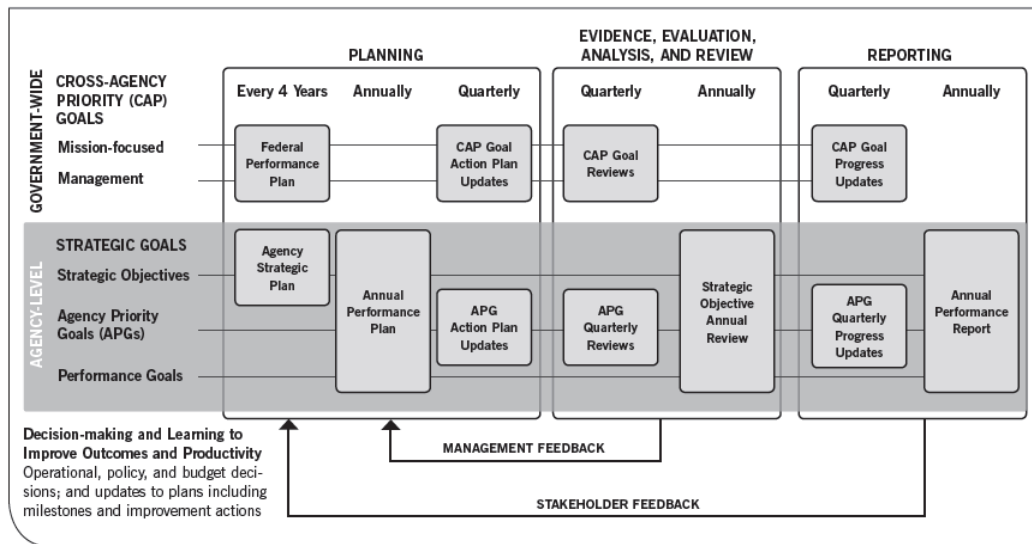 PLANNING
EVIDENCE, EVALUATION,
ANALYSIS, AND REVIEW
REPORTING
GOVERNMENT-WIDE
CROSS-AGENCY
PRIORITY (CAP)
GOALS
Every 4 Years
Annually
Quarterly
Quarterly
Annually
Quarterly
Annually
Mission-focused
Management
Federal
Performance
Plan
CAP Goal
Action Plan
Updates
CAP Goal
Reviews
CAP Goal
Progress
Updates
AGENCY-LEVEL
STRATEGIC GOALS
Strategic Objectives
Agency Priority
Goals (APGs)
Performance Goals
Agency
Strategic
Plan
Annual
Performance
Plan
APG
Action Plan
Updates
APG
Quarterly
Reviews
Strategic
Objective
Annual
Review
APG
Quarterly
Progress
Updates
Annual
Performance
Report
Decision-making and Learning to
Improve Outcomes and Productivity
Operational, policy, and budget deci-
sions; and updates to plans including
milestones and improvement actions
MANAGEMENT FEEDBACK
STAKEHOLDER FEEDBACK